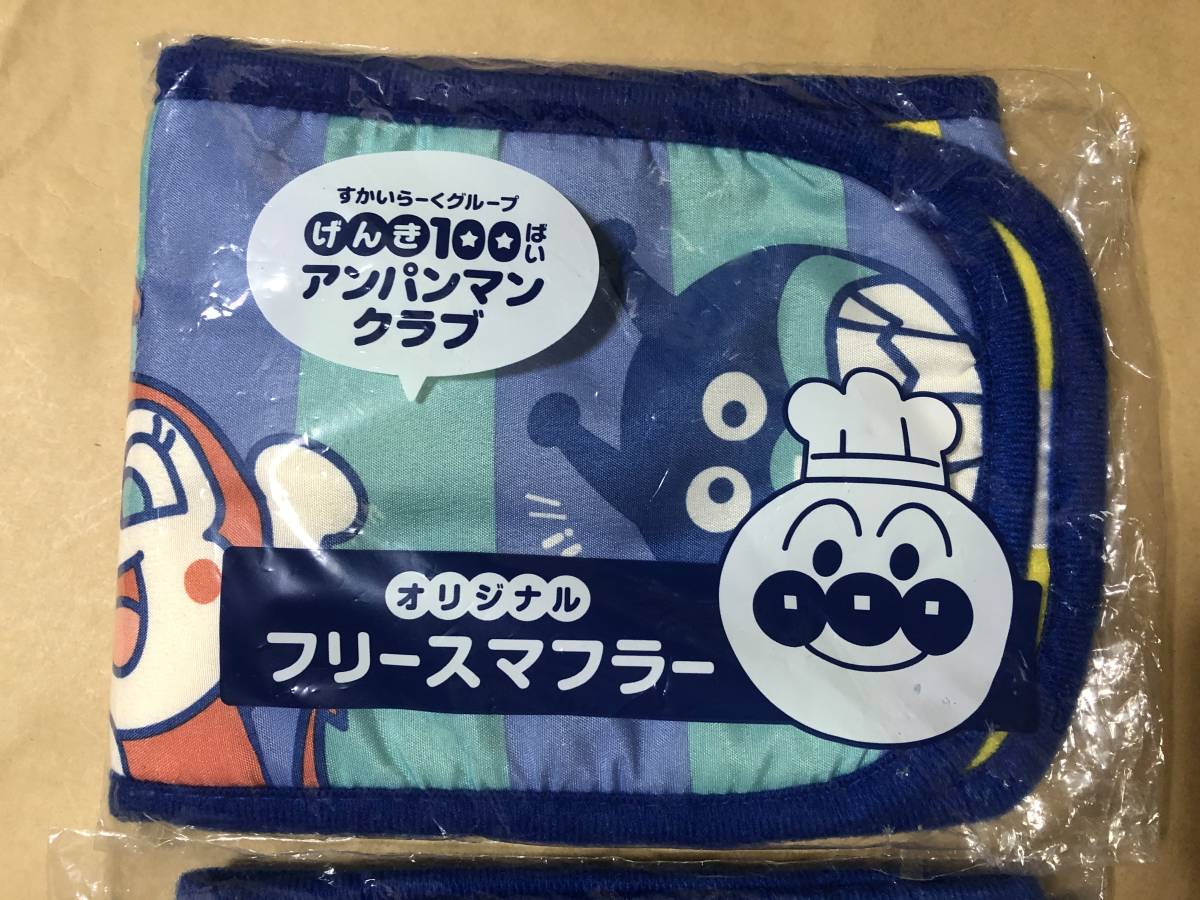 すかいらーくグループ
げんき100ばい
アンパンマン
クラブ
オリジナル
フリースマフラー